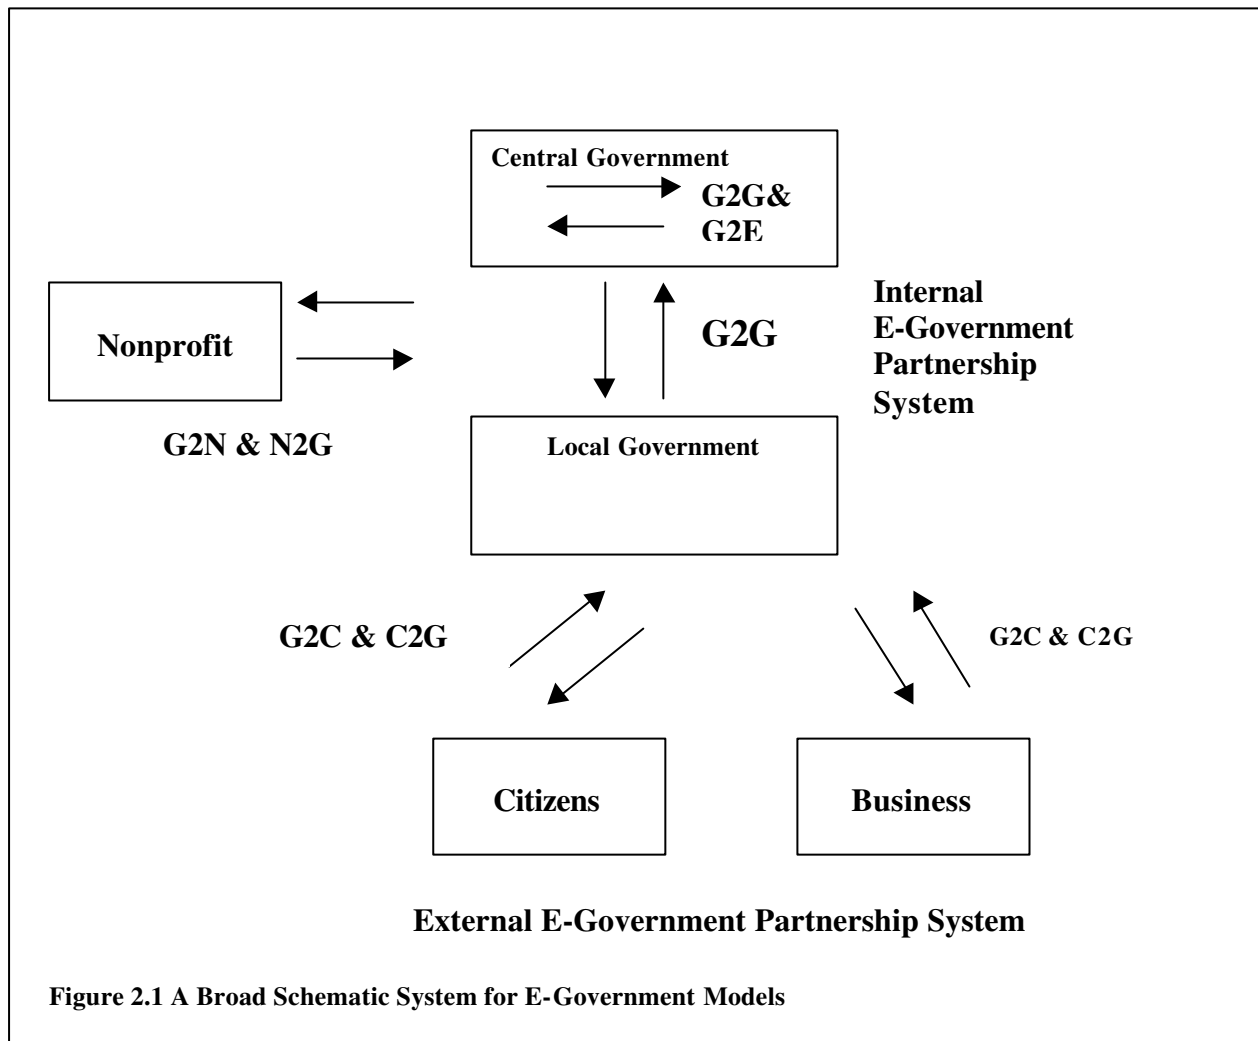 Central Government
G2G&
G2E
Nonprofit
G2G
Internal
E-Government
Partnership
System
G2N & N2G
Local Government
G2C & C2G
G2C & C2G
Citizens
Business
External E-Government Partnership System
Figure 2.1 A Broad Schematic System for E-Government Models